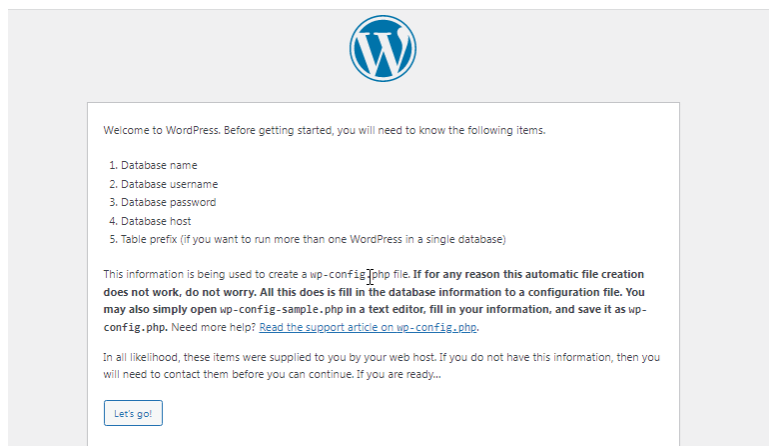 Welcome to WordPress. Before getting started, you will need to know the following items.
1. Database name
2. Database username
3. Database password
4. Database host
5. Table prefix (if you want to run more than one WordPress in a single database)
This information is being used to create a wp-config.php file. If for any reason this automatic file creation
does not work, do not worry. All this does is fill in the database information to a configuration file. You
may also simply open wp-config-sample.php in a text editor, fill in your information, and save it as wp-
config.php. Need more help? Read the support article on wp-config.php.
In all likelihood, these items were supplied to you by your web host. If you do not have this information, then you
will need to contact them before you can continue. If you are ready...
Let's go!